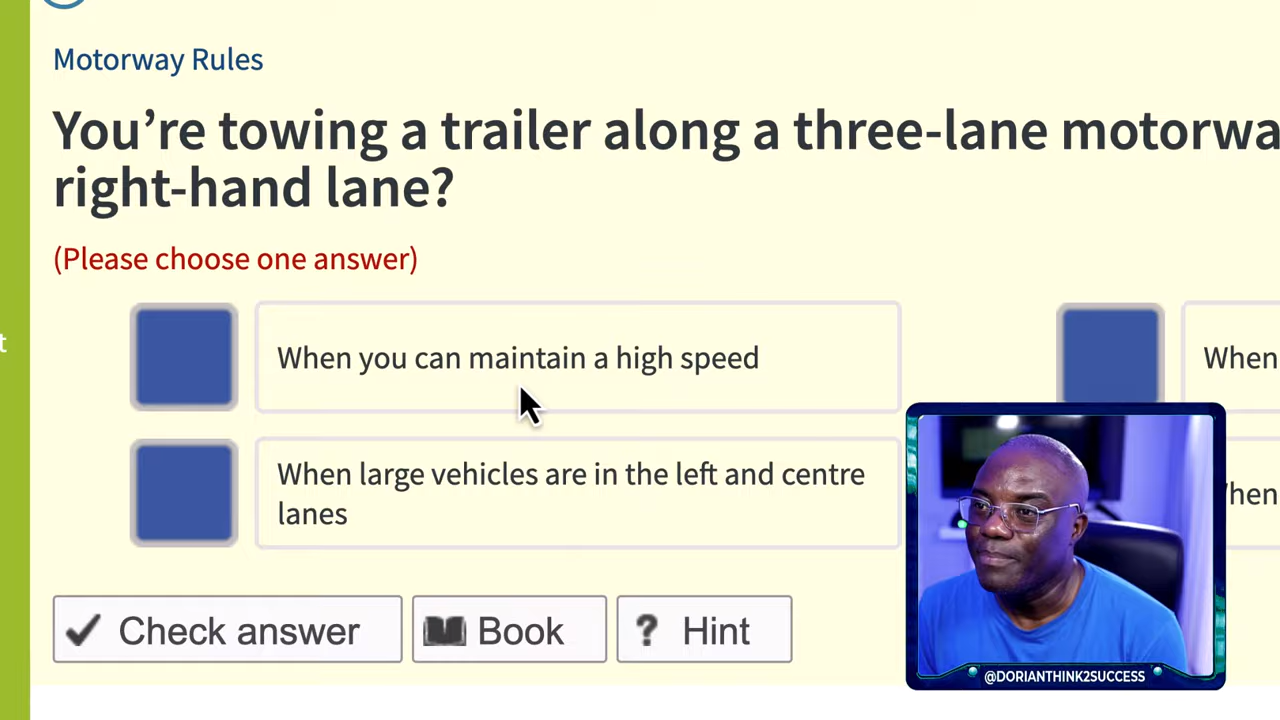 Motorway Rules
You're towing a trailer along a three-lane motorwa
right-hand lane?
(Please choose one answer)
t
When you can maintain a high speed
When
When large vehicles are in the left and centre
lanes
hen
Check answer
Book
? Hint
@DORIANTHINK2SUCCESS